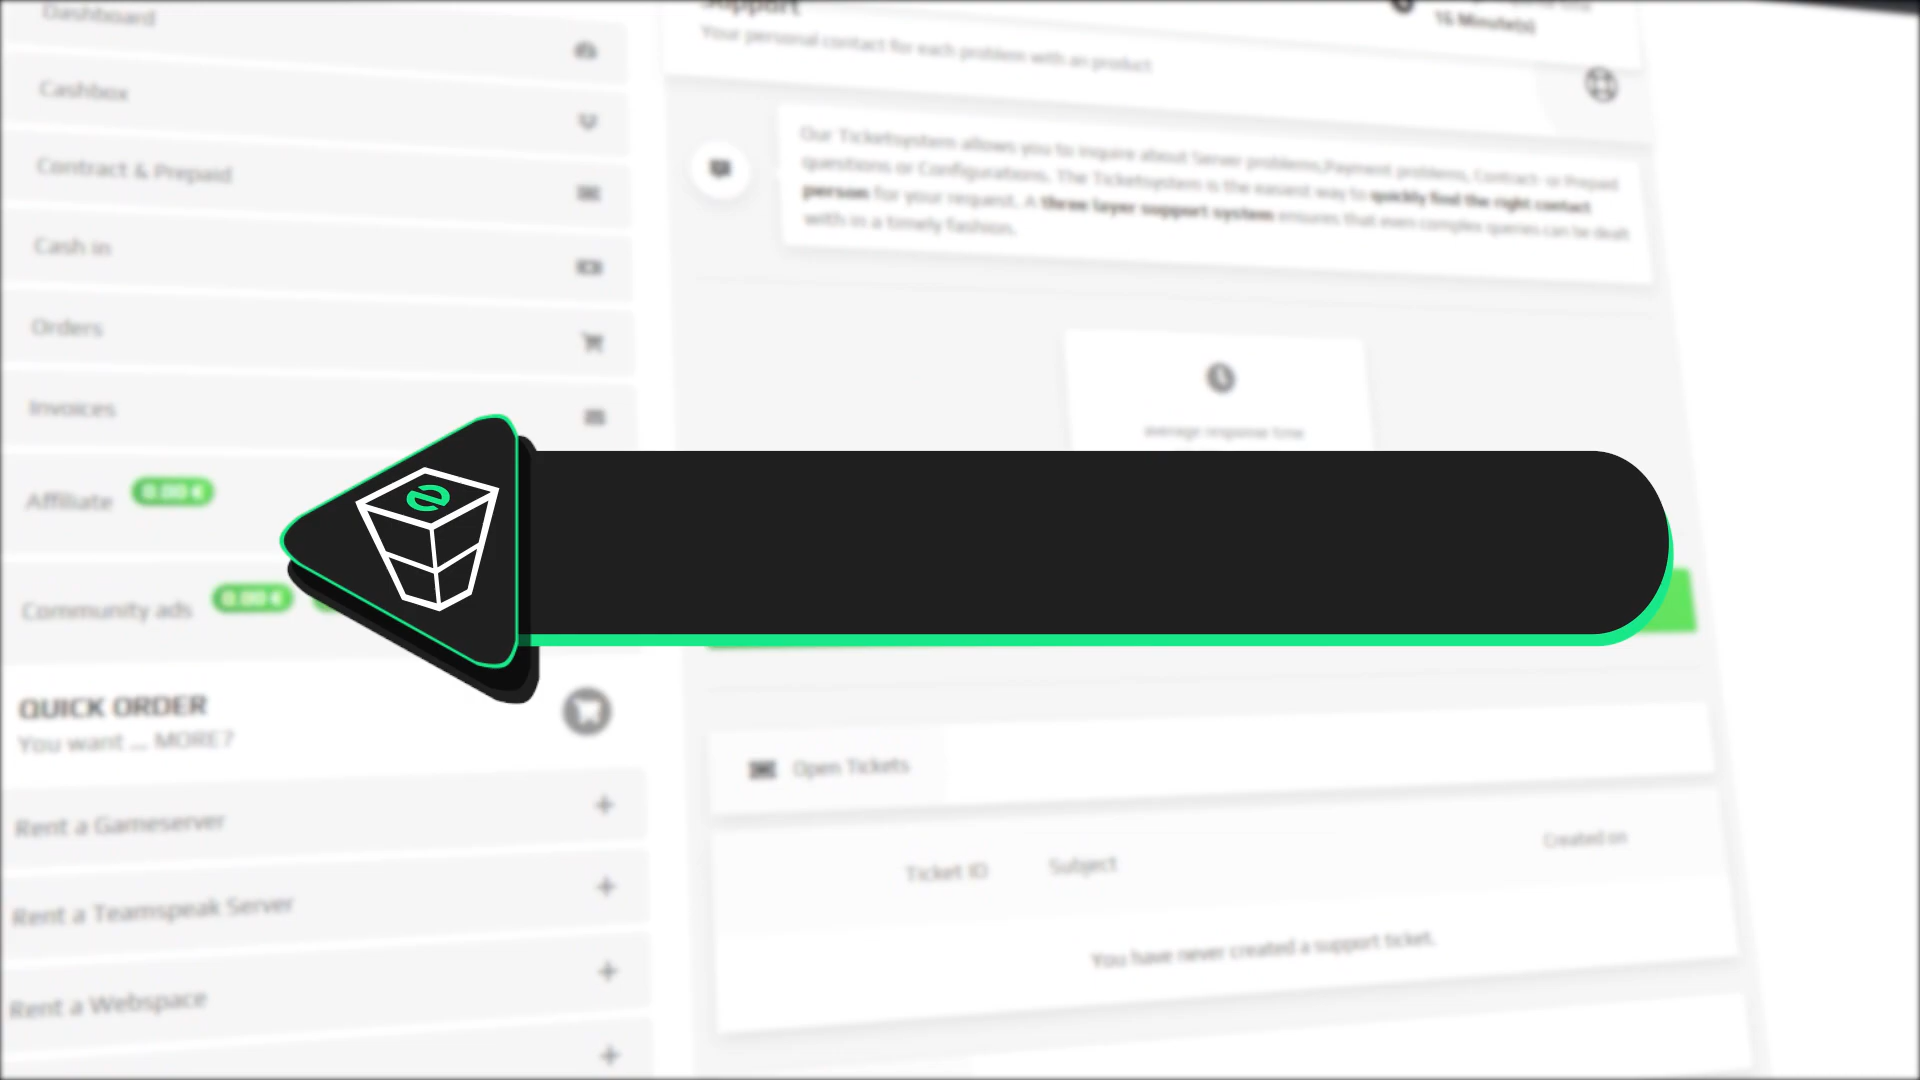 Dashboard
Cashbox
Contract & Prepaid
Cash in
Orders
Invoices
Affiliate 0.00 €
Community ads 0.00 €
QUICK ORDER
You want ... MORE?
Rent a Gameserver
Rent a Teamspeak Server
Rent a Webspace
Support
Your personal contact for each problem with an product
Minute(s)
Our Ticketsystem allows you to inquire about Server problems,Payment problems, Contract- or Prepaid
questions or Configurations. The Ticketsystem is the easiest way to quickly find the right contact
person for your request. A three layer support system ensures that even complex queries can be dealt
with in a timely fashion.
average response time
Open Tickets
Ticket ID Subject Created on
You have never created a support ticket.
e